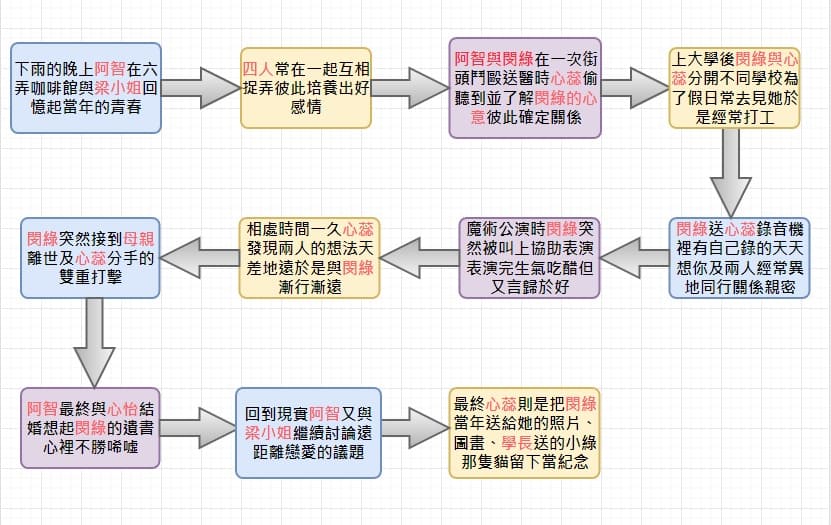 下雨的晚上阿智在六
弄咖啡館與梁小姐回
憶起當年的青春
四人常在一起互相
捉弄彼此培養出好
感情
阿智與閔綠在一次街
頭鬥毆送醫時心蕊偷
聽到並了解閔綠的心
意彼此確定關係
上大學後閔綠與心
蕊分開不同學校為
了假日常去見她於
是經常打工
閔綠送心蕊錄音機
裡有自己錄的天天
想你及兩人經常異
地同行關係親密
魔術公演時閔綠突
然被叫上協助表演
表演完生氣吃醋但
又言歸於好
相處時間一久心蕊
發現兩人的想法天
差地遠於是與閔綠
漸行漸遠
閔綠突然接到母親
離世及心蕊分手的
雙重打擊
阿智最終與心怡結
婚想起閔綠的遺書
心裡不勝唏噓
回到現實阿智又與
梁小姐繼續討論遠
距離戀愛的議題
最終心蕊則是把閔綠
當年送給她的照片、
圖畫、學長送的小綠
那隻貓留下當紀念